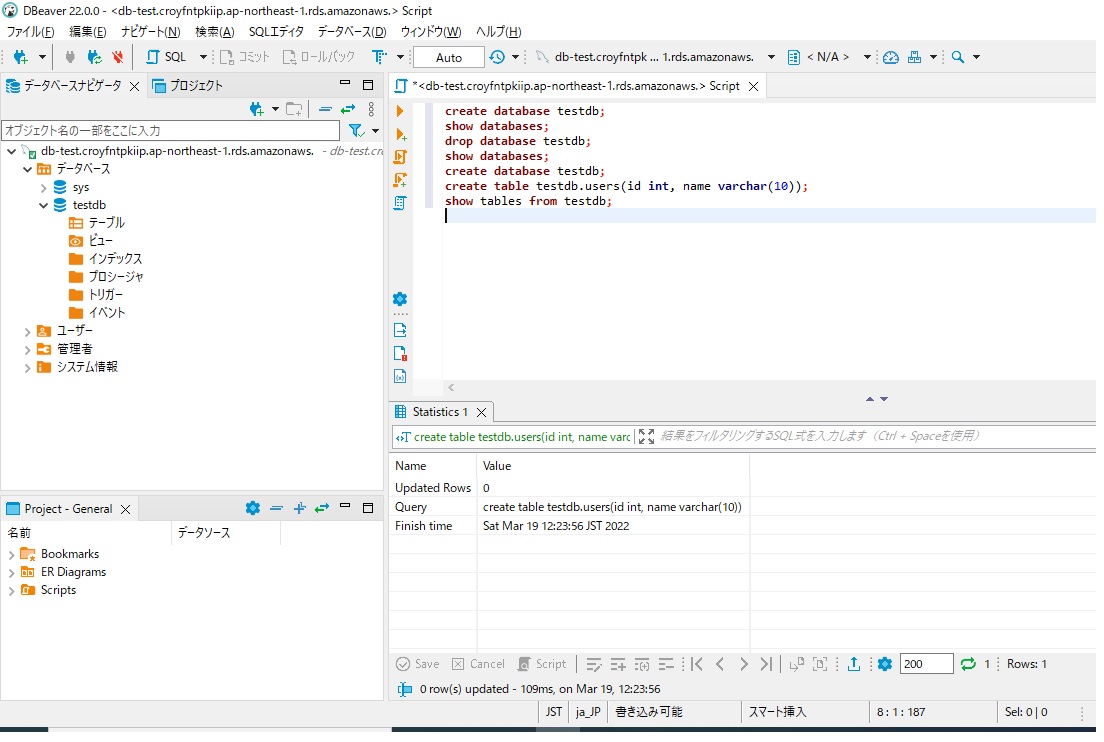 DBeaver 22.0.0 - <db-test.croyfntpkiip.ap-northeast-1.rds.amazonaws.> Script
ファイル(F) 編集(E) ナビゲート(N) 検索(A) SQLエディタ データベース(D) ウィンドウ(W) ヘルプ(H)
SQL コミット ロールバック T Auto db-test.croyfntpk ... 1.rds.amazonaws. < N/A >
データベースナビゲータ プロジェクト
オブジェクト名の一部をここに入力
db-test.croyfntpkiip.ap-northeast-1.rds.amazonaws. - db-test.cr
データベース
sys
testdb
テーブル
ビュー
インデックス
プロシージャ
トリガー
イベント
ユーザー
管理者
システム情報
*<db-test.croyfntpkiip.ap-northeast-1.rds.amazonaws.> Script
create database testdb;
show databases;
drop database testdb;
show databases;
create database testdb;
create table testdb.users(id int, name varchar(10));
show tables from testdb;
Statistics 1
create table testdb.users(id int, name varc 結果をフィルタリングするSQL式を入力します (Ctrl + Spaceを使用)
Name Value
Updated Rows 0
Query create table testdb.users(id int, name varchar(10))
Finish time Sat Mar 19 12:23:56 JST 2022
Project - General
名前 データソース
Bookmarks
ER Diagrams
Scripts
Save Cancel Script 200 1 Rows: 1
0 row(s) updated - 109ms, on Mar 19, 12:23:56
JST ja_JP 書き込み可能 スマート挿入 8 : 1 : 187 Sel: 0 | 0